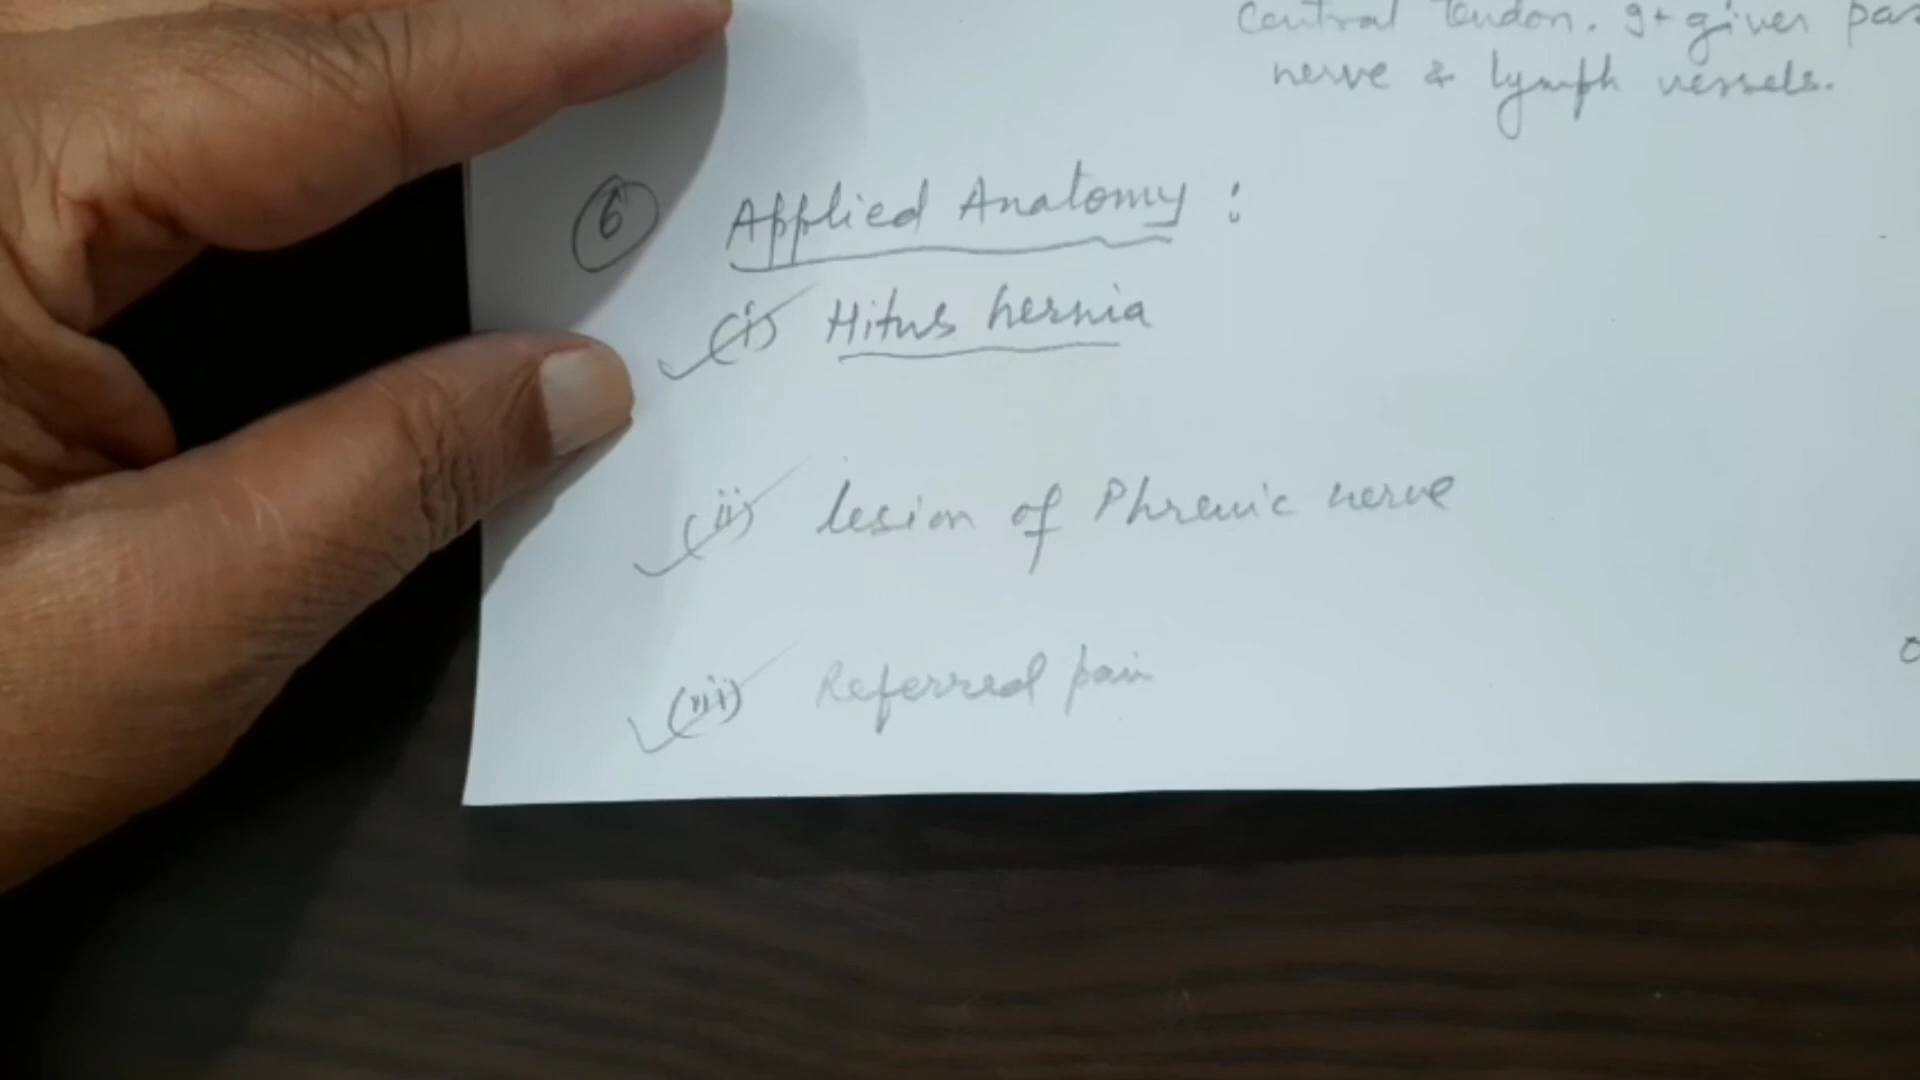 Central Tendon. It gives pas
nerve & lymph vessels.
6 Applied Anatomy :
(i) Hitus hernia
(ii) lesion of Phrenic nerve
(iii) Referred pain